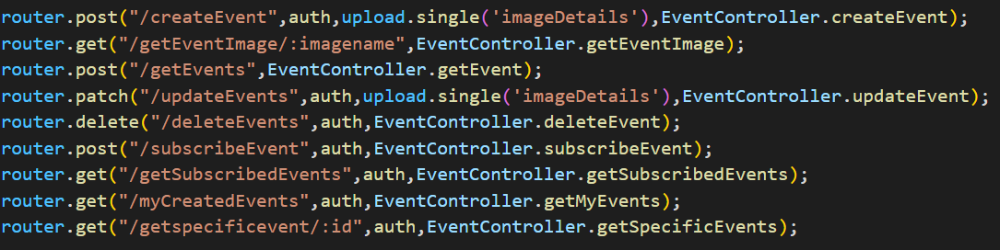 router.post("/createEvent",auth,upload.single('imageDetails'),EventController.createEvent);
router.get("/getEventImage/:imagename",EventController.getEventImage);
router.post("/getEvents",EventController.getEvent);
router.patch("/updateEvents",auth,upload.single('imageDetails'),EventController.updateEvent);
router.delete("/deleteEvents",auth,EventController.deleteEvent);
router.post("/subscribeEvent",auth,EventController.subscribeEvent);
router.get("/getSubscribedEvents",auth,EventController.getSubscribedEvents);
router.get("/myCreatedEvents",auth,EventController.getMyEvents);
router.get("/getspecificevent/:id",auth,EventController.getSpecificEvents);